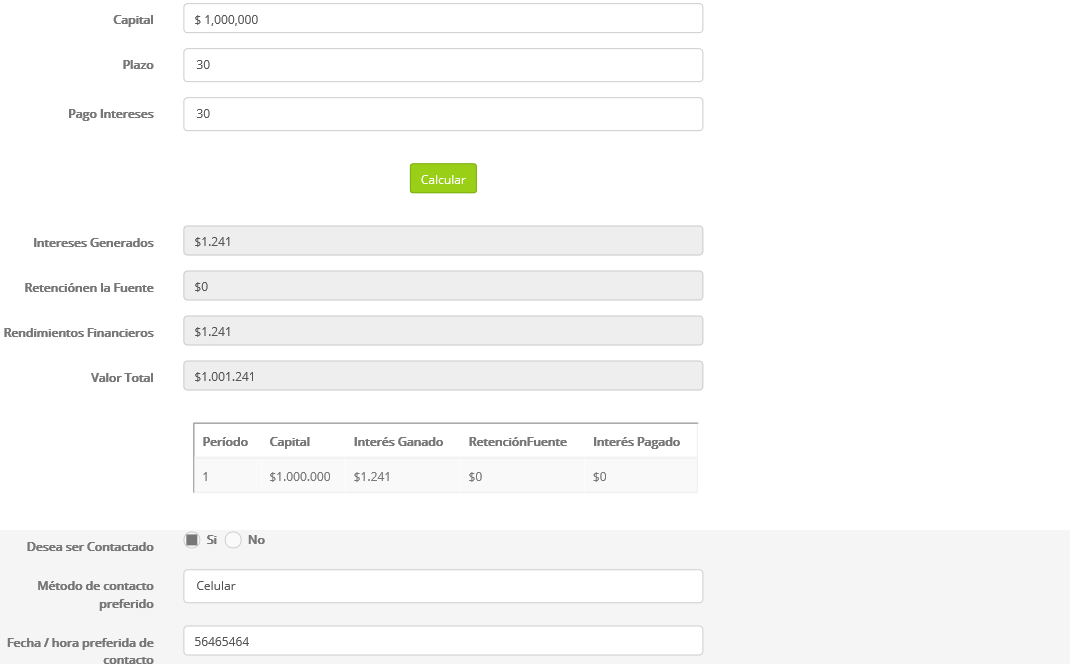 Capital $ 1,000,000
Plazo 30
Pago Intereses 30
Calcular
Intereses Generados $1.241
Retenciónen la Fuente $0
Rendimientos Financieros $1.241
Valor Total $1.001.241
Período Capital Interés Ganado RetenciónFuente Interés Pagado
1 $1.000.000 $1.241 $0 $0
Desea ser Contactado Si No
Método de contacto
preferido
Celular
Fecha / hora preferida de
contacto
56465464